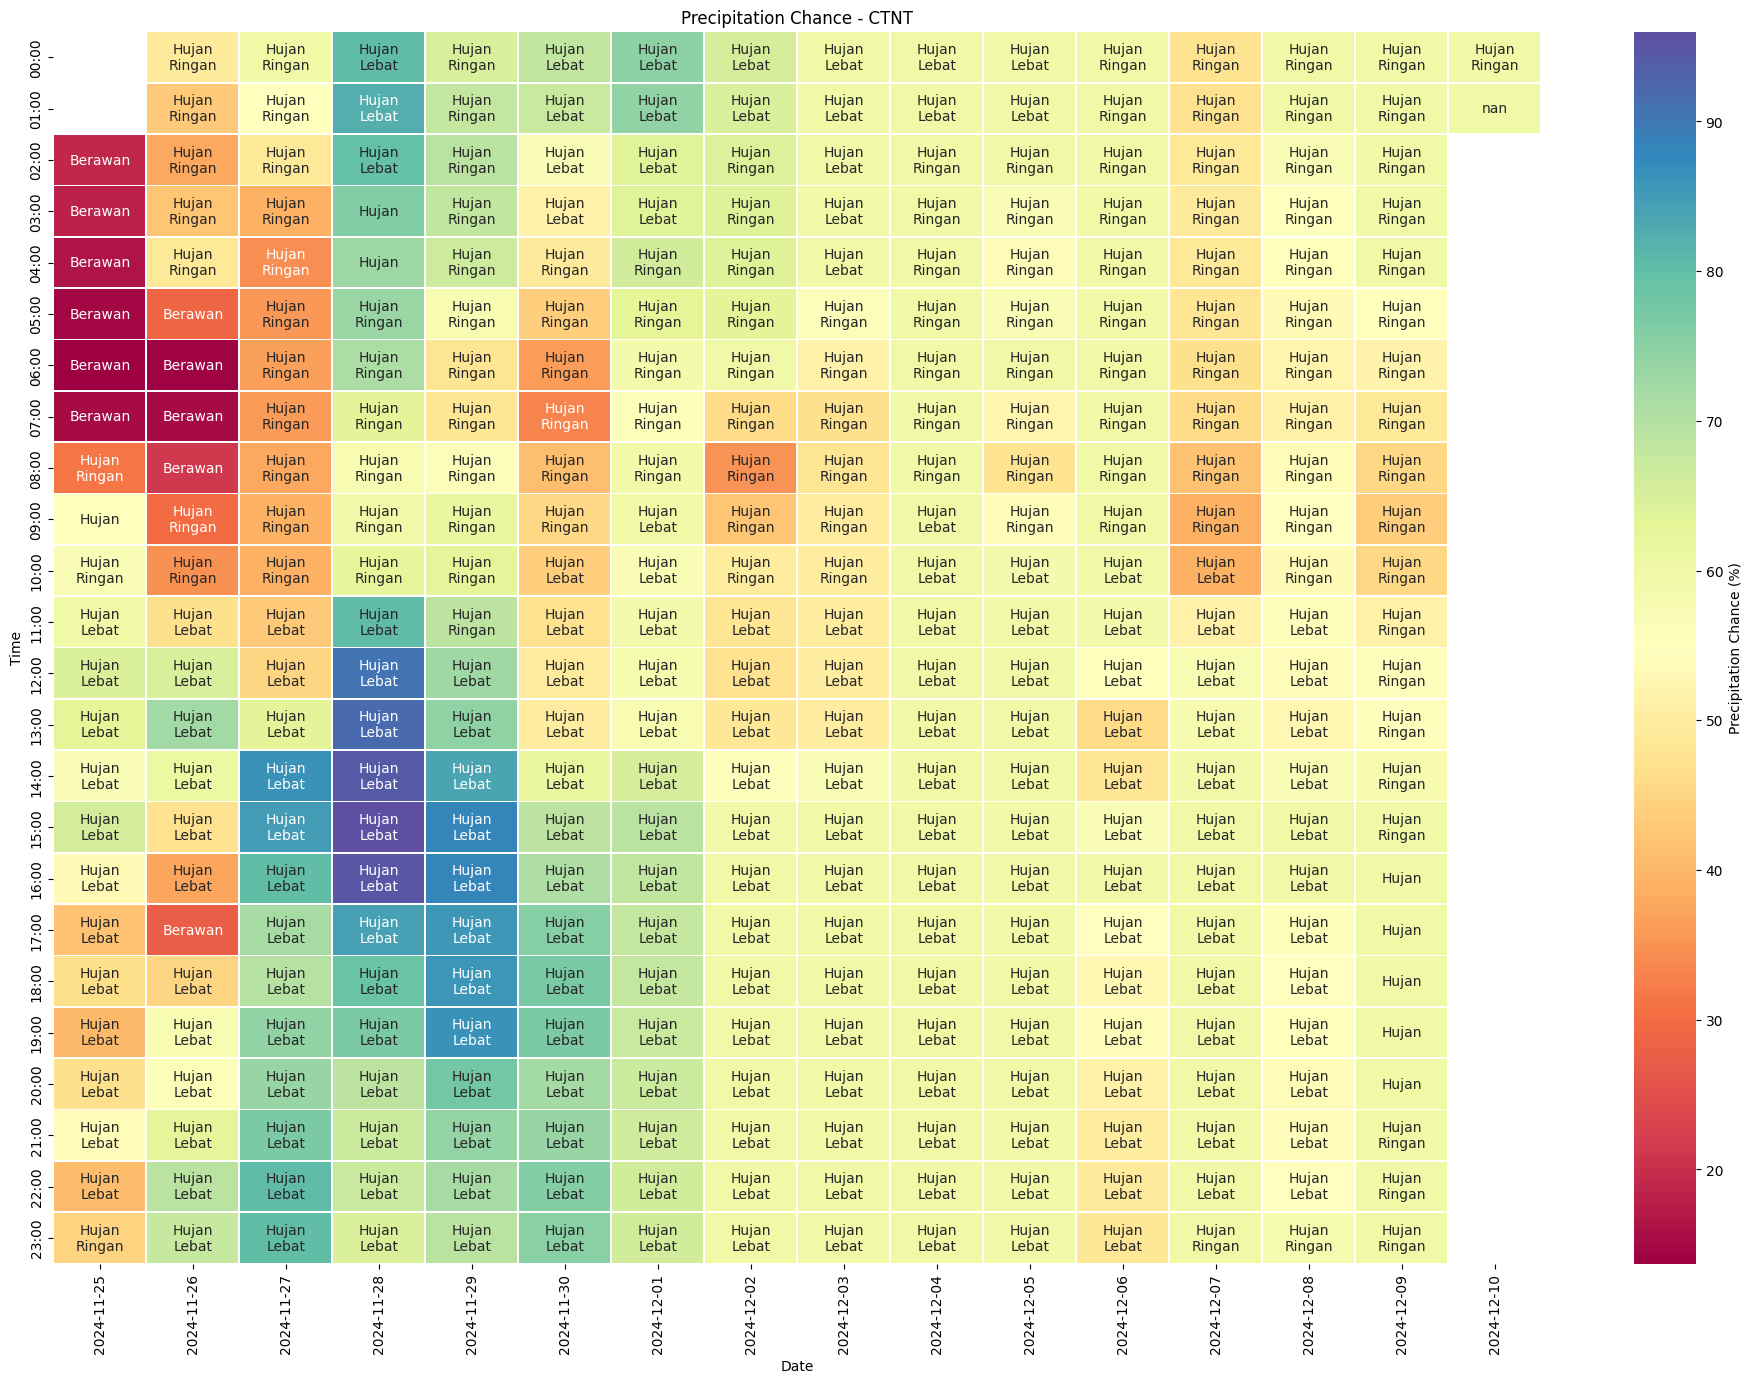 Precipitation Chance - CTNT
00:00 Hujan Ringan Hujan Ringan Hujan Lebat Hujan Ringan Hujan Lebat Hujan Lebat Hujan Lebat Hujan Lebat Hujan Lebat Hujan Lebat Hujan Ringan Hujan Ringan Hujan Ringan Hujan Ringan Hujan Ringan
01:00 Hujan Ringan Hujan Ringan Hujan Lebat Hujan Ringan Hujan Lebat Hujan Lebat Hujan Lebat Hujan Lebat Hujan Lebat Hujan Lebat Hujan Ringan Hujan Ringan Hujan Ringan Hujan Ringan nan
02:00 Berawan Hujan Ringan Hujan Ringan Hujan Lebat Hujan Ringan Hujan Lebat Hujan Lebat Hujan Ringan Hujan Lebat Hujan Ringan Hujan Ringan Hujan Ringan Hujan Ringan Hujan Ringan Hujan Ringan
03:00 Berawan Hujan Ringan Hujan Ringan Hujan Hujan Ringan Hujan Lebat Hujan Lebat Hujan Ringan Hujan Lebat Hujan Ringan Hujan Ringan Hujan Ringan Hujan Ringan Hujan Ringan Hujan Ringan
04:00 Berawan Hujan Ringan Hujan Ringan Hujan Hujan Ringan Hujan Ringan Hujan Ringan Hujan Ringan Hujan Lebat Hujan Ringan Hujan Ringan Hujan Ringan Hujan Ringan Hujan Ringan Hujan Ringan
05:00 Berawan Berawan Hujan Ringan Hujan Ringan Hujan Ringan Hujan Ringan Hujan Ringan Hujan Ringan Hujan Ringan Hujan Ringan Hujan Ringan Hujan Ringan Hujan Ringan Hujan Ringan Hujan Ringan
06:00 Berawan Berawan Hujan Ringan Hujan Ringan Hujan Ringan Hujan Ringan Hujan Ringan Hujan Ringan Hujan Ringan Hujan Ringan Hujan Ringan Hujan Ringan Hujan Ringan Hujan Ringan Hujan Ringan
07:00 Berawan Berawan Hujan Ringan Hujan Ringan Hujan Ringan Hujan Ringan Hujan Ringan Hujan Ringan Hujan Ringan Hujan Ringan Hujan Ringan Hujan Ringan Hujan Ringan Hujan Ringan Hujan Ringan
08:00 Hujan Ringan Berawan Hujan Ringan Hujan Ringan Hujan Ringan Hujan Ringan Hujan Ringan Hujan Ringan Hujan Ringan Hujan Ringan Hujan Ringan Hujan Ringan Hujan Ringan Hujan Ringan Hujan Ringan
09:00 Hujan Hujan Ringan Hujan Ringan Hujan Ringan Hujan Ringan Hujan Ringan Hujan Lebat Hujan Ringan Hujan Ringan Hujan Lebat Hujan Ringan Hujan Ringan Hujan Ringan Hujan Ringan Hujan Ringan
10:00 Hujan Ringan Hujan Ringan Hujan Ringan Hujan Ringan Hujan Ringan Hujan Lebat Hujan Lebat Hujan Ringan Hujan Ringan Hujan Lebat Hujan Lebat Hujan Lebat Hujan Lebat Hujan Ringan Hujan Ringan
11:00 Hujan Lebat Hujan Lebat Hujan Lebat Hujan Lebat Hujan Ringan Hujan Lebat Hujan Lebat Hujan Lebat Hujan Lebat Hujan Lebat Hujan Lebat Hujan Lebat Hujan Lebat Hujan Lebat Hujan Ringan
12:00 Hujan Lebat Hujan Lebat Hujan Lebat Hujan Lebat Hujan Lebat Hujan Lebat Hujan Lebat Hujan Lebat Hujan Lebat Hujan Lebat Hujan Lebat Hujan Lebat Hujan Lebat Hujan Lebat Hujan Ringan
13:00 Hujan Lebat Hujan Lebat Hujan Lebat Hujan Lebat Hujan Lebat Hujan Lebat Hujan Lebat Hujan Lebat Hujan Lebat Hujan Lebat Hujan Lebat Hujan Lebat Hujan Lebat Hujan Lebat Hujan Ringan
14:00 Hujan Lebat Hujan Lebat Hujan Lebat Hujan Lebat Hujan Lebat Hujan Lebat Hujan Lebat Hujan Lebat Hujan Lebat Hujan Lebat Hujan Lebat Hujan Lebat Hujan Lebat Hujan Lebat Hujan Ringan
15:00 Hujan Lebat Hujan Lebat Hujan Lebat Hujan Lebat Hujan Lebat Hujan Lebat Hujan Lebat Hujan Lebat Hujan Lebat Hujan Lebat Hujan Lebat Hujan Lebat Hujan Lebat Hujan Lebat Hujan Ringan
16:00 Hujan Lebat Hujan Lebat Hujan Lebat Hujan Lebat Hujan Lebat Hujan Lebat Hujan Lebat Hujan Lebat Hujan Lebat Hujan Lebat Hujan Lebat Hujan Lebat Hujan Lebat Hujan Lebat Hujan
17:00 Hujan Lebat Berawan Hujan Lebat Hujan Lebat Hujan Lebat Hujan Lebat Hujan Lebat Hujan Lebat Hujan Lebat Hujan Lebat Hujan Lebat Hujan Lebat Hujan Lebat Hujan Lebat Hujan
18:00 Hujan Lebat Hujan Lebat Hujan Lebat Hujan Lebat Hujan Lebat Hujan Lebat Hujan Lebat Hujan Lebat Hujan Lebat Hujan Lebat Hujan Lebat Hujan Lebat Hujan Lebat Hujan Lebat Hujan
19:00 Hujan Lebat Hujan Lebat Hujan Lebat Hujan Lebat Hujan Lebat Hujan Lebat Hujan Lebat Hujan Lebat Hujan Lebat Hujan Lebat Hujan Lebat Hujan Lebat Hujan Lebat Hujan Lebat Hujan
20:00 Hujan Lebat Hujan Lebat Hujan Lebat Hujan Lebat Hujan Lebat Hujan Lebat Hujan Lebat Hujan Lebat Hujan Lebat Hujan Lebat Hujan Lebat Hujan Lebat Hujan Lebat Hujan Lebat Hujan
21:00 Hujan Lebat Hujan Lebat Hujan Lebat Hujan Lebat Hujan Lebat Hujan Lebat Hujan Lebat Hujan Lebat Hujan Lebat Hujan Lebat Hujan Lebat Hujan Lebat Hujan Lebat Hujan Lebat Hujan Ringan
22:00 Hujan Lebat Hujan Lebat Hujan Lebat Hujan Lebat Hujan Lebat Hujan Lebat Hujan Lebat Hujan Lebat Hujan Lebat Hujan Lebat Hujan Lebat Hujan Lebat Hujan Lebat Hujan Lebat Hujan Ringan
23:00 Hujan Ringan Hujan Lebat Hujan Lebat Hujan Lebat Hujan Lebat Hujan Lebat Hujan Lebat Hujan Lebat Hujan Lebat Hujan Lebat Hujan Lebat Hujan Lebat Hujan Ringan Hujan Ringan Hujan Ringan
Time
2024-11-25 2024-11-26 2024-11-27 2024-11-28 2024-11-29 2024-11-30 2024-12-01 2024-12-02 2024-12-03 2024-12-04 2024-12-05 2024-12-06 2024-12-07 2024-12-08 2024-12-09 2024-12-10
Date
90
80
70
60
50
40
30
20
Precipitation Chance (%)